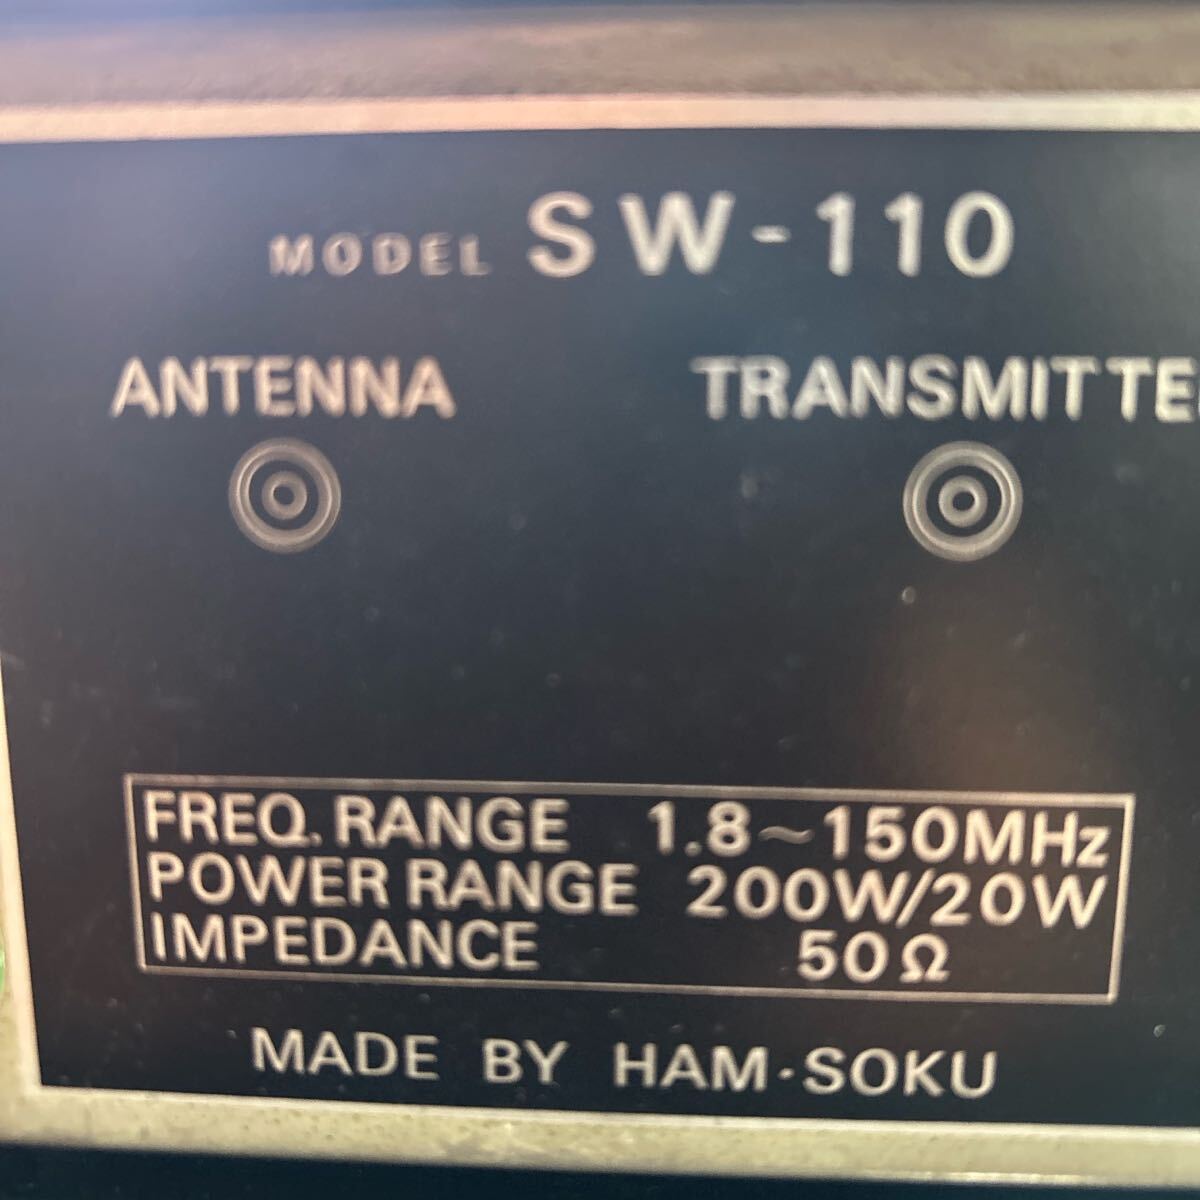 MODEL SW-110
ANTENNA TRANSMITTE
FREQ. RANGE 1.8~150MHz
POWER RANGE 200W/20W
IMPEDANCE 50Ω
MADE BY HAM-SOKU